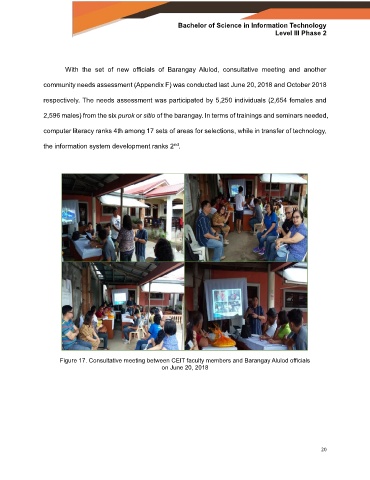 Bachelor of Science in Information Technology
Level III Phase 2
With the set of new officials of Barangay Alulod, consultative meeting and another
community needs assessment (Appendix F) was conducted last June 20, 2018 and October 2018
respectively. The needs assessment was participated by 5,250 individuals (2,654 females and
2,596 males) from the six purok or sitio of the barangay. In terms of trainings and seminars needed,
computer literacy ranks 4th among 17 sets of areas for selections, while in transfer of technology,
the information system development ranks 2nd.
Figure 17. Consultative meeting between CEIT faculty members and Barangay Alulod officials
on June 20, 2018
20